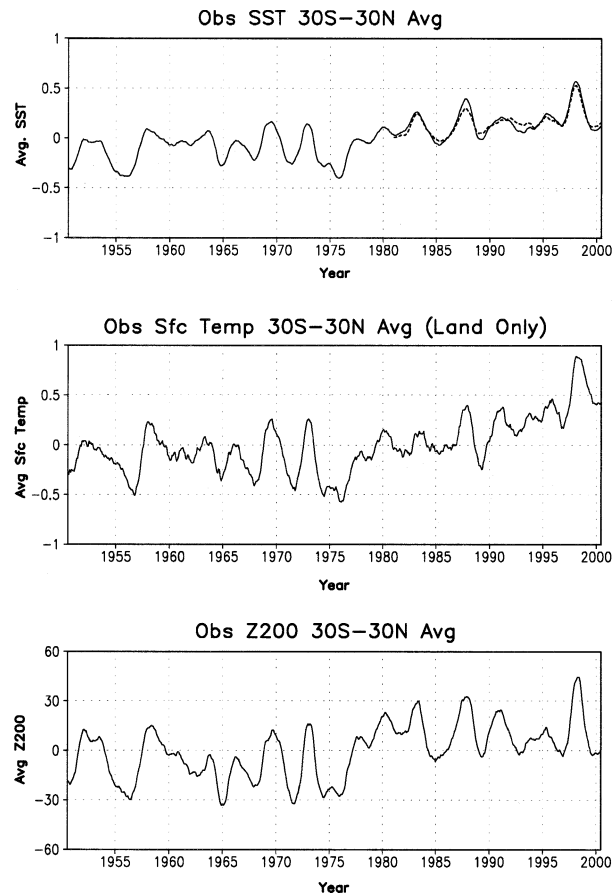 Obs SST 30S−30N Avg
1
0.5
0
−0.5
−1
Avg. SST
1955 1960 1965 1970 1975 1980 1985 1990 1995 2000
Year
Obs Sfc Temp 30S−30N Avg (Land Only)
1
0.5
0
−0.5
−1
Avg Sfc Temp
1955 1960 1965 1970 1975 1980 1985 1990 1995 2000
Year
Obs Z200 30S−30N Avg
60
30
0
−30
−60
Avg Z200
1955 1960 1965 1970 1975 1980 1985 1990 1995 2000
Year